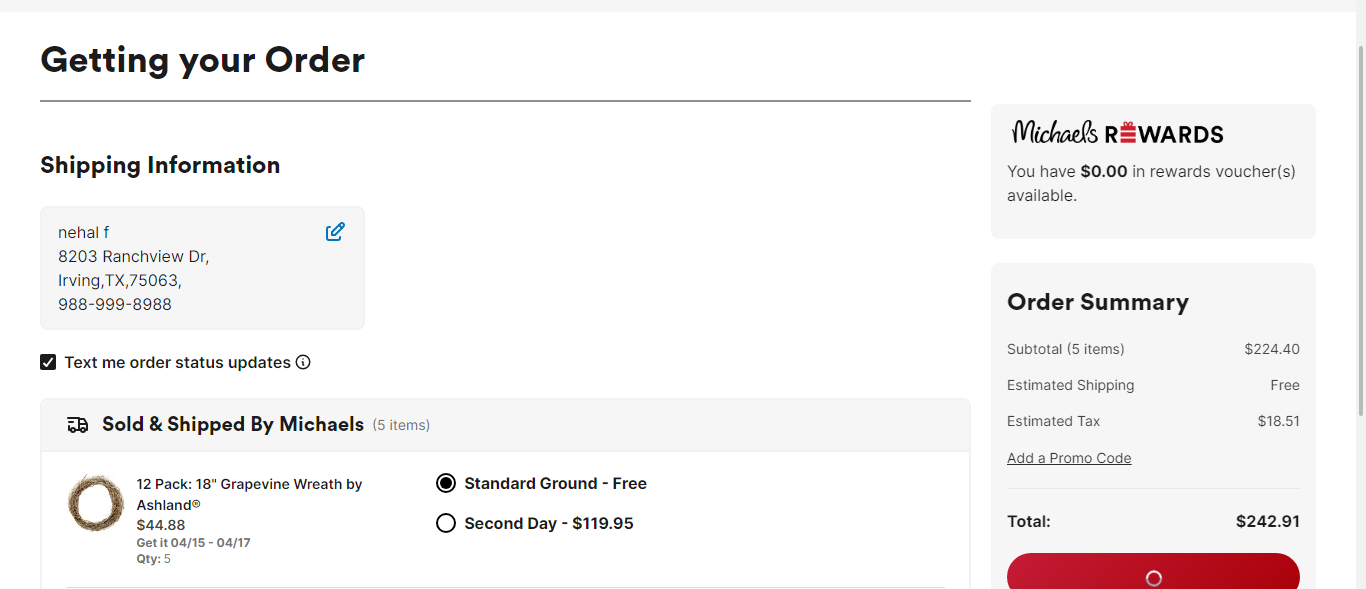 Getting your Order
Shipping Information
nehal f
8203 Ranchview Dr,
Irving,TX,75063,
988-999-8988
Text me order status updates
Sold & Shipped By Michaels (5 items)
12 Pack: 18" Grapevine Wreath by
Ashland®
$44.88
Get it 04/15 - 04/17
Qty: 5
Standard Ground - Free
Second Day - $119.95
Michaels REWARDS
You have $0.00 in rewards voucher(s)
available.
Order Summary
Subtotal (5 items) $224.40
Estimated Shipping Free
Estimated Tax $18.51
Add a Promo Code
Total: $242.91